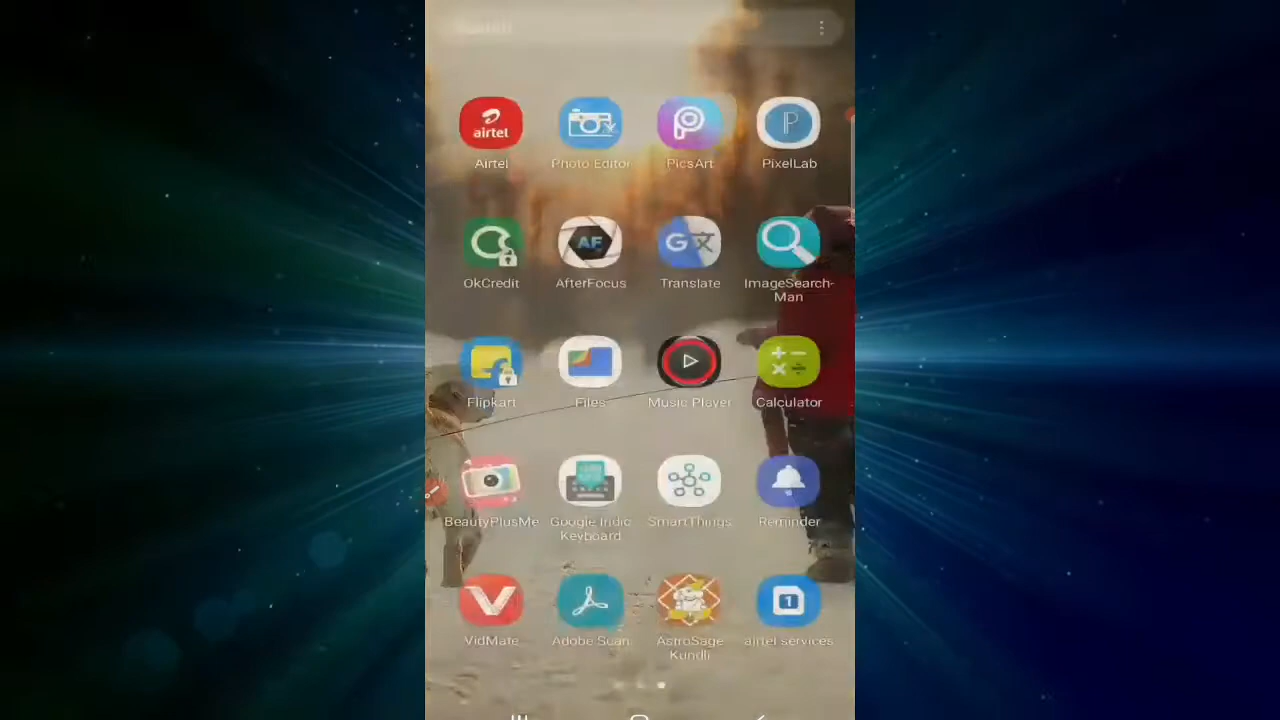 airtel
Airtel
Photo Editor
PicsArt
P
PixelLab
OkCredit
AF
AfterFocus
G
Translate
ImageSearch-
Man
Flipkart
Files
Music Player
Calculator
BeautyPlusMe
Google Indic
Keyboard
SmartThings
Reminder
VidMate
Adobe Scan
AstroSage
Kundli
1
airtel services